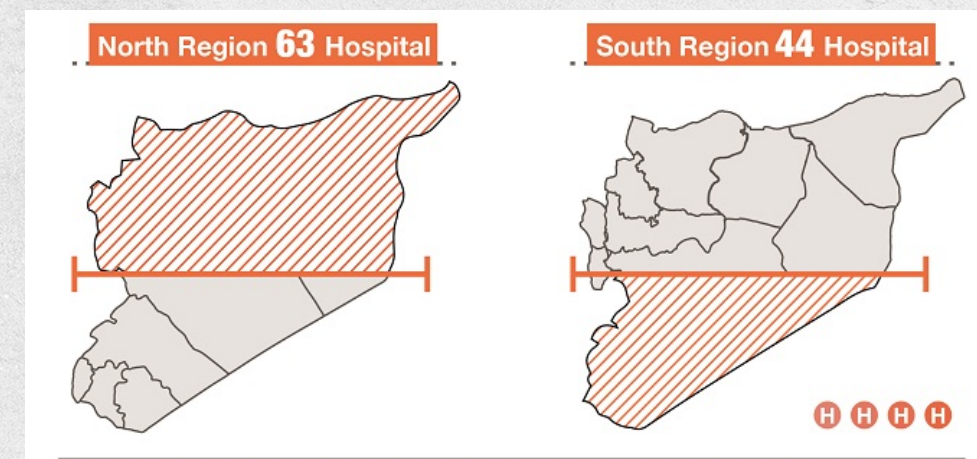 North Region 63 Hospital
South Region 44 Hospital
H H H H